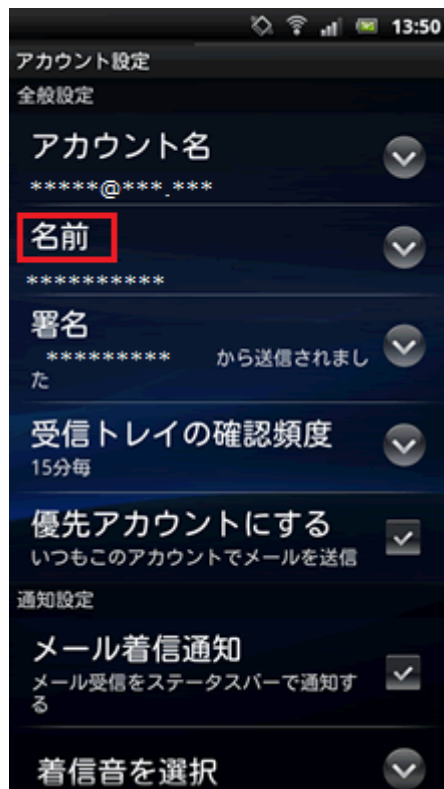 13:50
アカウント設定
全般設定
アカウント名
*****@***.***
名前
**********
署名
********* から送信されまし
た
受信トレイの確認頻度
15分毎
優先アカウントにする
いつもこのアカウントでメールを送信
通知設定
メール着信通知
メール受信をステータスバーで通知す
る
着信音を選択